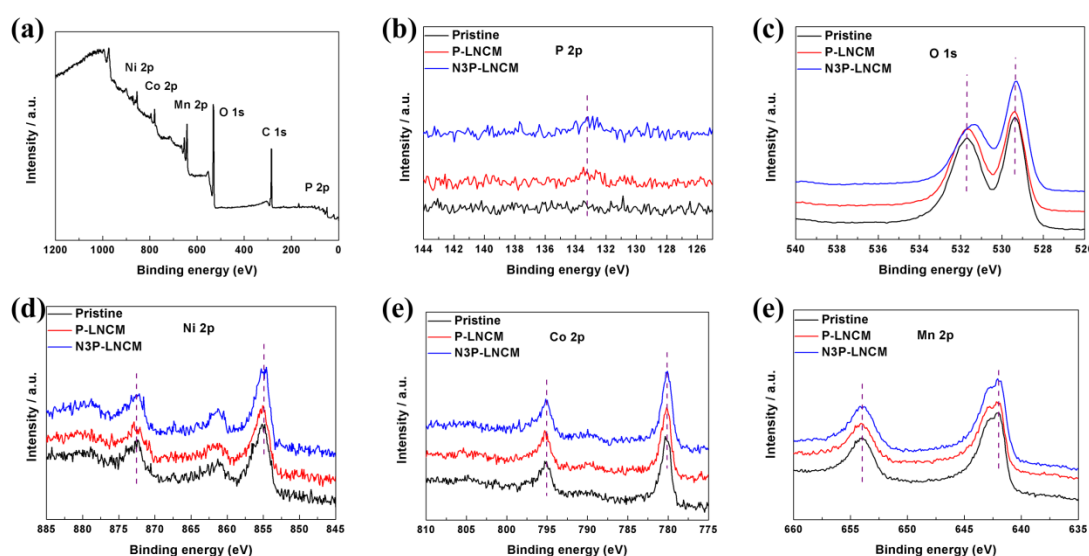 (a)
Intensity / a.u.
Ni 2p
Co 2p
Mn 2p
O 1s
C 1s
P 2p
1200 1000 800 600 400 200 0
Binding energy (eV)
(b)
Intensity / a.u.
Pristine
P-LNCM
N3P-LNCM
P 2p
144 142 140 138 136 134 132 130 128 126
Binding energy (eV)
(c)
Intensity / a.u.
Pristine
P-LNCM
N3P-LNCM
O 1s
540 538 536 534 532 530 528 526
Binding energy (eV)
(d)
Intensity / a.u.
Pristine
P-LNCM
N3P-LNCM
Ni 2p
885 880 875 870 865 860 855 850 845
Binding energy (eV)
(e)
Intensity / a.u.
Pristine
P-LNCM
N3P-LNCM
Co 2p
810 805 800 795 790 785 780 775
Binding energy (eV)
(e)
Intensity / a.u.
Pristine
P-LNCM
N3P-LNCM
Mn 2p
660 655 650 645 640 635
Binding energy (eV)